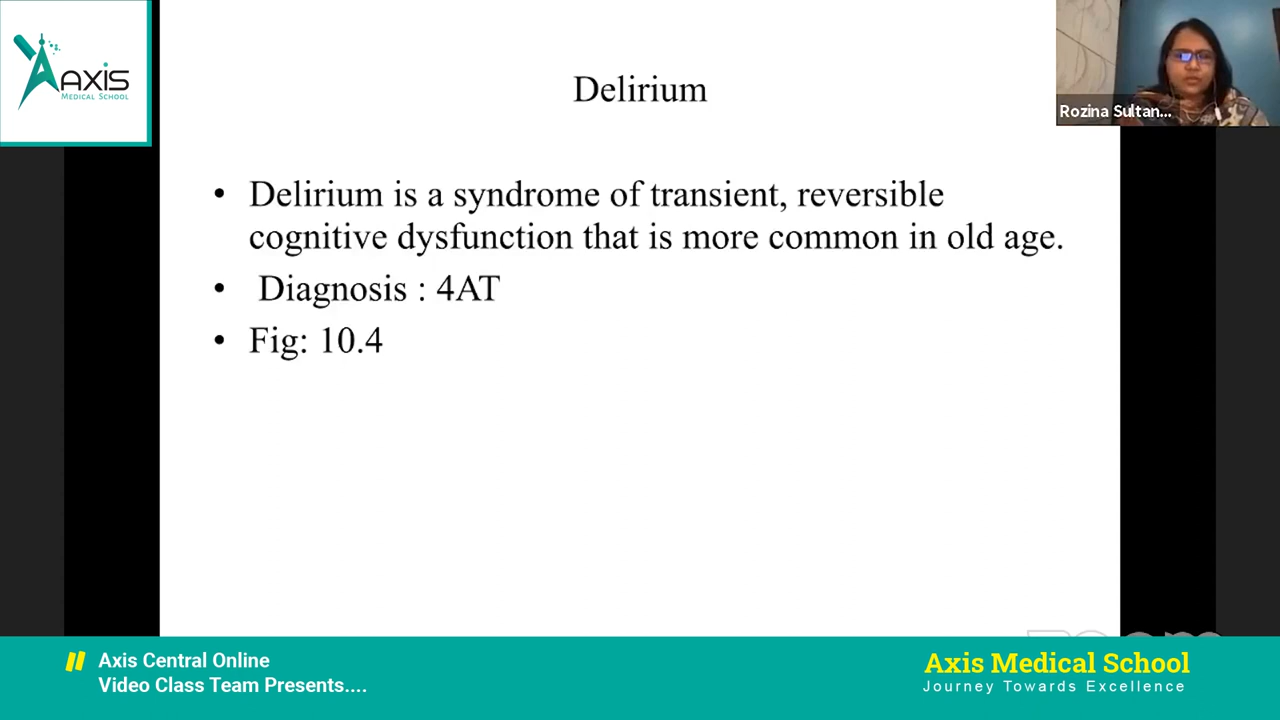 AXIS
MEDICAL SCHOOL
Delirium
Rozina Sultan...
• Delirium is a syndrome of transient, reversible
cognitive dysfunction that is more common in old age.
• Diagnosis : 4AT
• Fig: 10.4
zoom
Axis Central Online
Video Class Team Presents....
Axis Medical School
Journey Towards Excellence